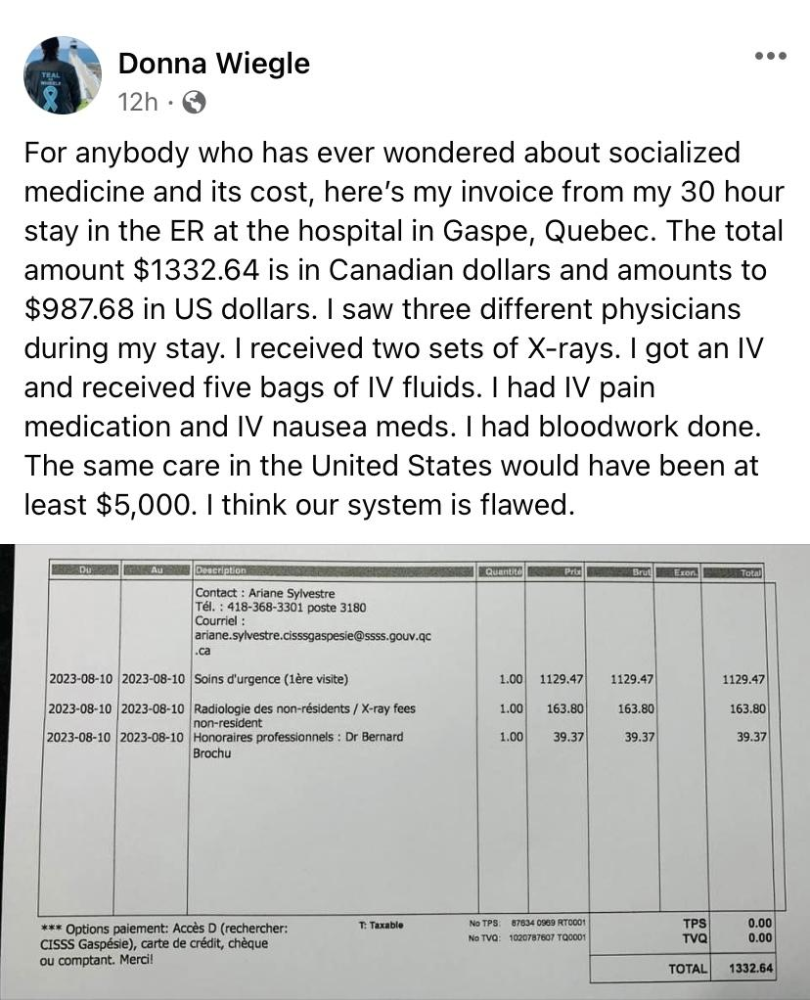 TEAL
ON
WHEELS
Donna Wiegle
12h ·
For anybody who has ever wondered about socialized
medicine and its cost, here's my invoice from my 30 hour
stay in the ER at the hospital in Gaspe, Quebec. The total
amount $1332.64 is in Canadian dollars and amounts to
$987.68 in US dollars. I saw three different physicians
during my stay. I received two sets of X-rays. I got an IV
and received five bags of IV fluids. I had IV pain
medication and IV nausea meds. I had bloodwork done.
The same care in the United States would have been at
least $5,000. I think our system is flawed.
Du Au Description Quantité Prix Brut Exon. Total
Contact : Ariane Sylvestre
Tél. : 418-368-3301 poste 3180
Courriel :
ariane.sylvestre.cisssgaspesie@ssss.gouv.qc
.ca
2023-08-10 2023-08-10 Soins d'urgence (1ère visite) 1.00 1129.47 1129.47 1129.47
2023-08-10 2023-08-10 Radiologie des non-résidents / X-ray fees 1.00 163.80 163.80 163.80
non-resident
2023-08-10 2023-08-10 Honoraires professionnels : Dr Bernard 1.00 39.37 39.37 39.37
Brochu
*** Options paiement: Accès D (rechercher: T: Taxable No TPS: 87634 0969 RT0001 TPS 0.00
CISSS Gaspésie), carte de crédit, chèque No TVQ: 1020787607 TQ0001 TVQ 0.00
ou comptant. Merci!
TOTAL 1332.64